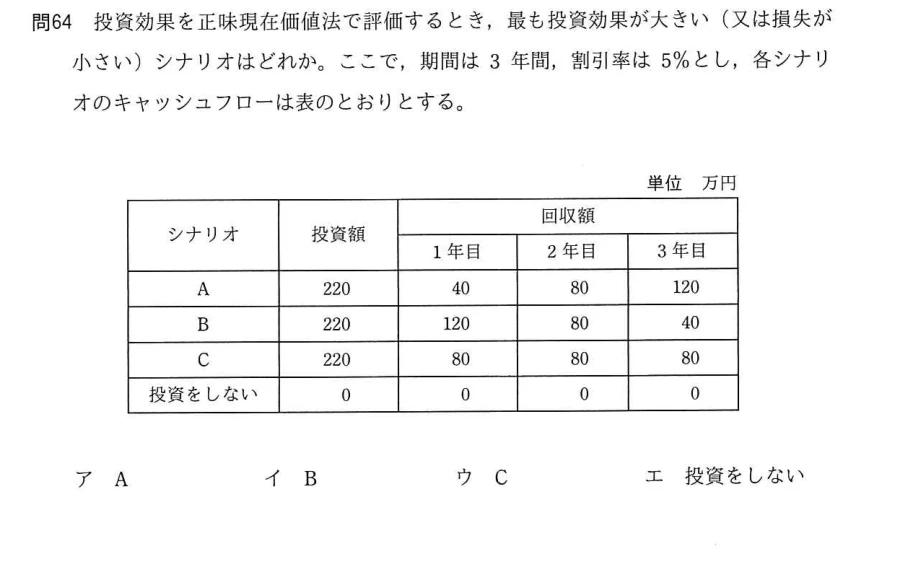 問64 投資効果を正味現在価値法で評価するとき，最も投資効果が大きい（又は損失が
小さい）シナリオはどれか。ここで，期間は 3 年間，割引率は 5%とし，各シナリ
オのキャッシュフローは表のとおりとする。
単位 万円
シナリオ 投資額 回収額
1 年目 2 年目 3 年目
A 220 40 80 120
B 220 120 80 40
C 220 80 80 80
投資をしない 0 0 0 0
ア A イ B ウ C エ 投資をしない